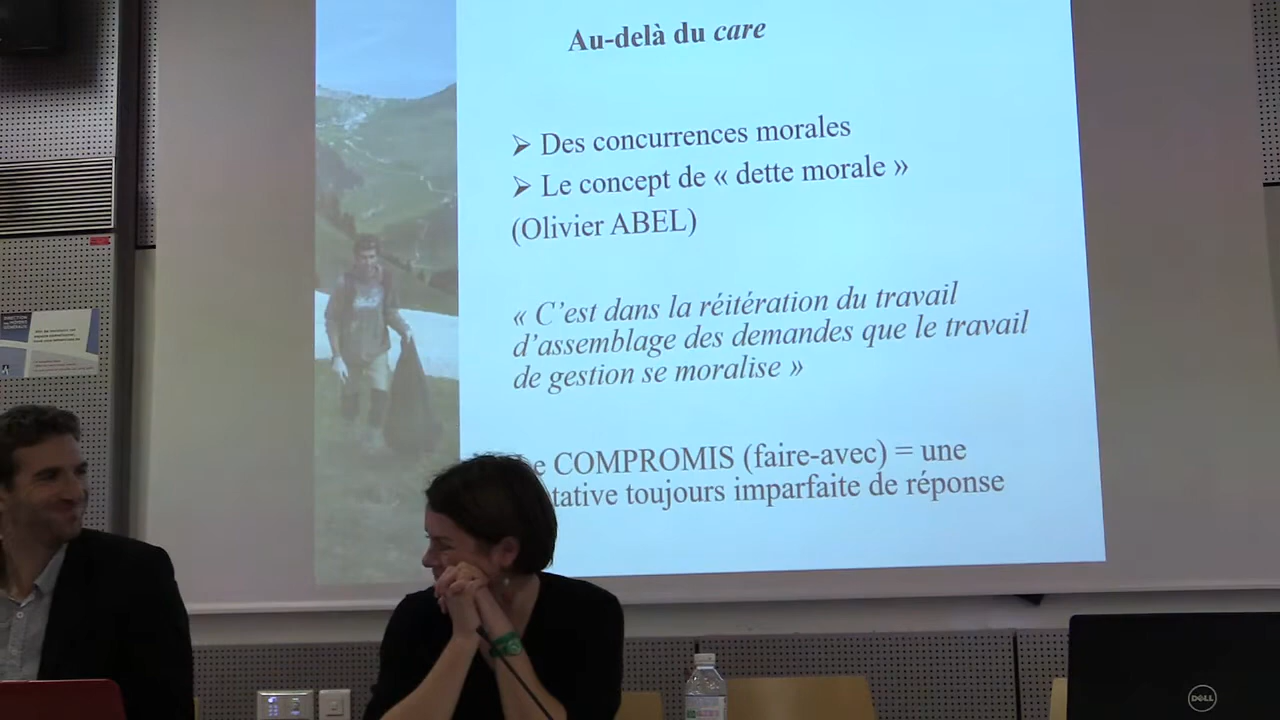 Au-delà du care
➢ Des concurrences morales
➢ Le concept de « dette morale »
(Olivier ABEL)
« C’est dans la réitération du travail
d’assemblage des demandes que le travail
de gestion se moralise »
e COMPROMIS (faire-avec) = une
tative toujours imparfaite de réponse
DELL